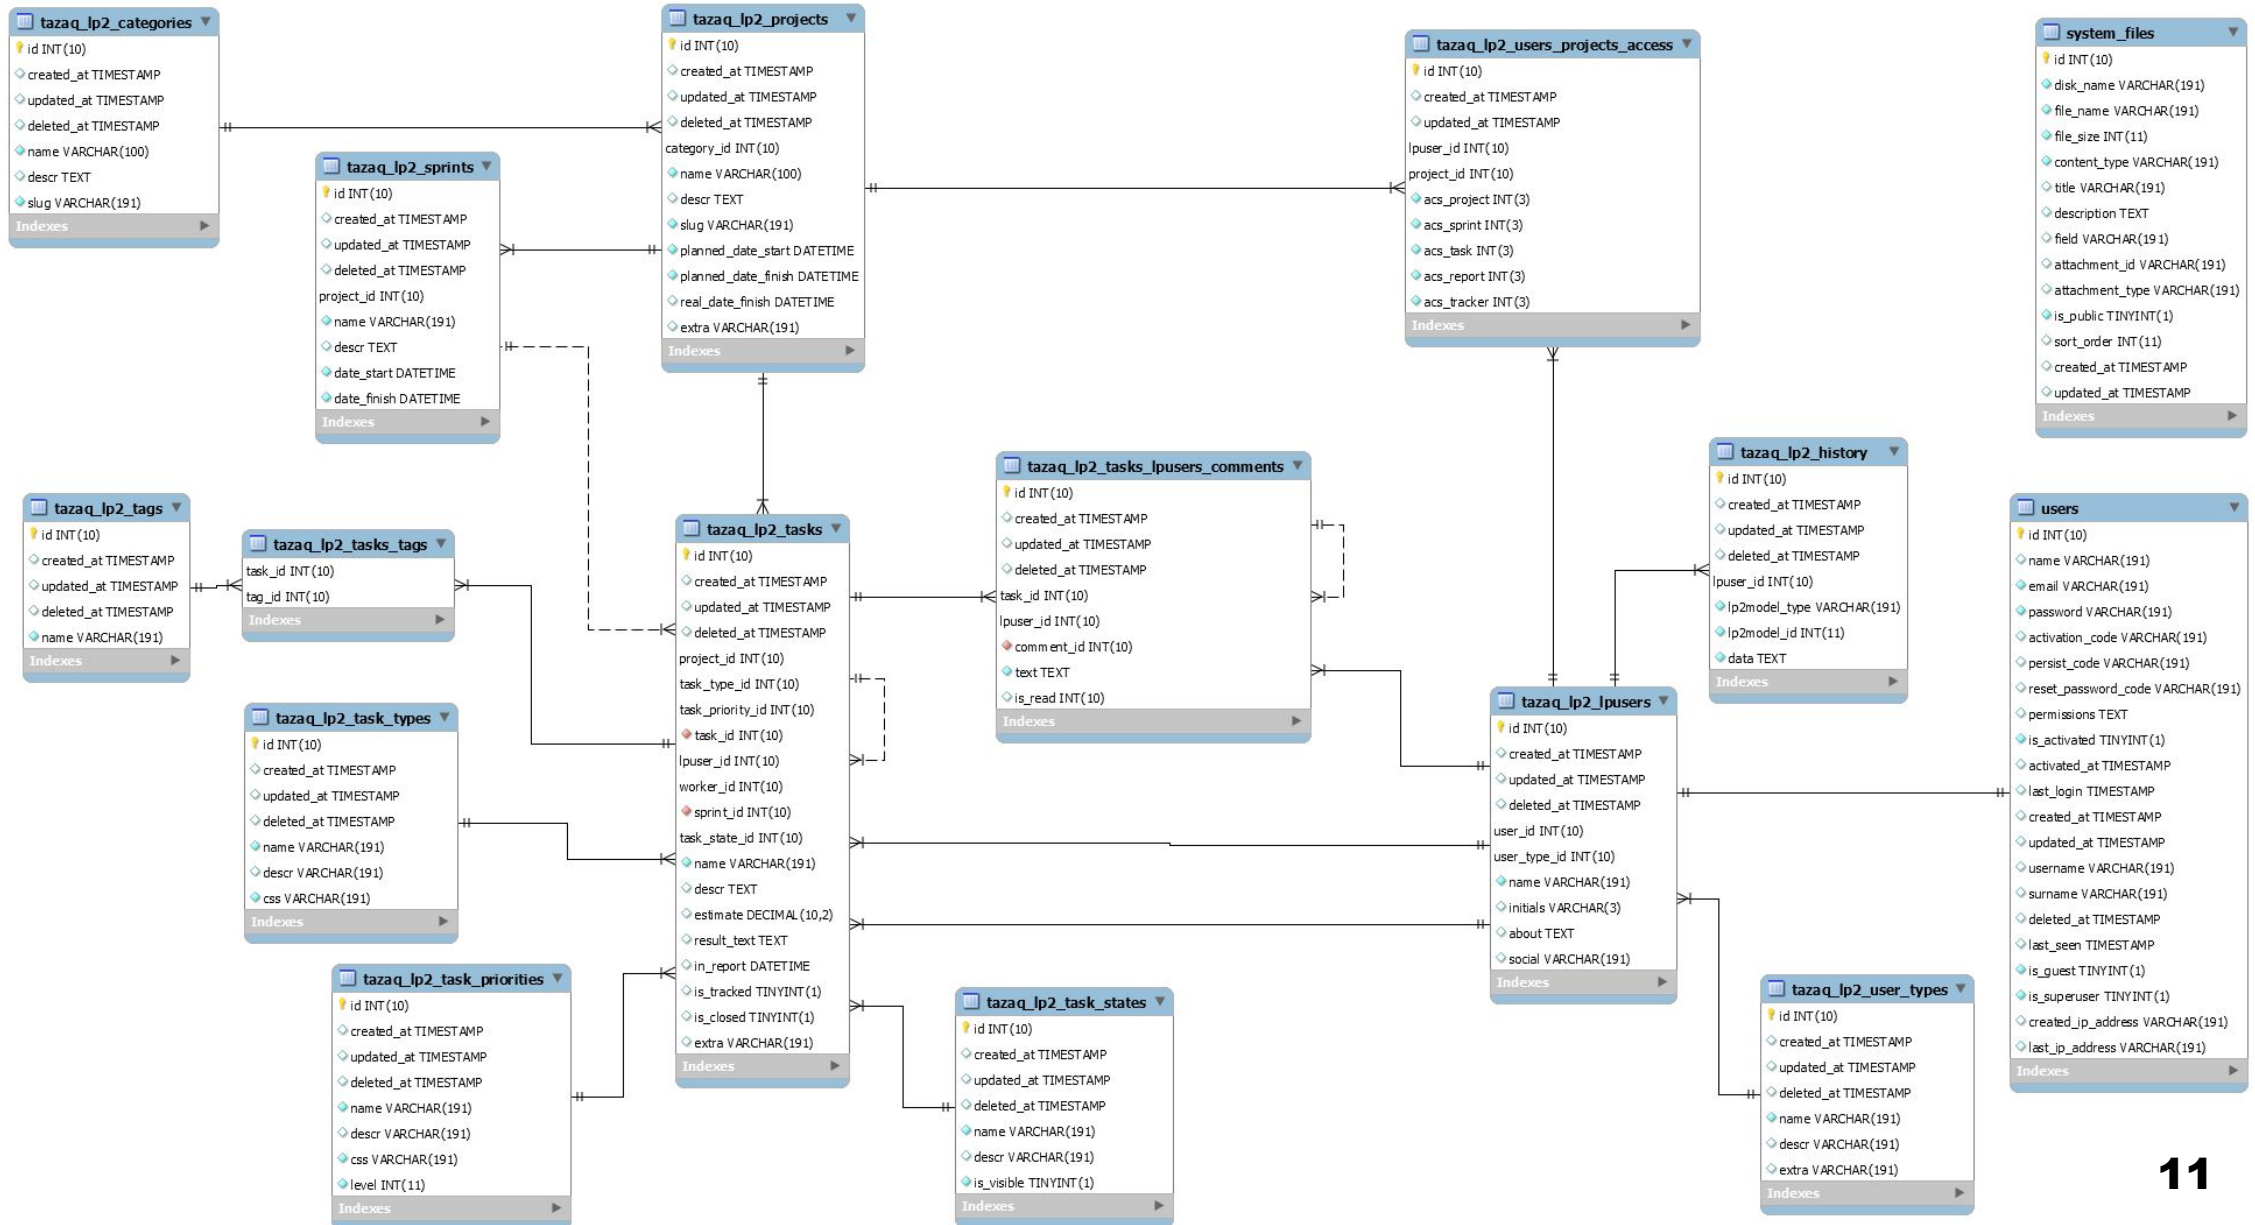 tazaq_lp2_categories
id INT(10)
created_at TIMESTAMP
updated_at TIMESTAMP
deleted_at TIMESTAMP
name VARCHAR(100)
descr TEXT
slug VARCHAR(191)
Indexes
tazaq_lp2_sprints
id INT(10)
created_at TIMESTAMP
updated_at TIMESTAMP
deleted_at TIMESTAMP
project_id INT(10)
name VARCHAR(191)
descr TEXT
date_start DATETIME
date_finish DATETIME
Indexes
tazaq_lp2_projects
id INT(10)
created_at TIMESTAMP
updated_at TIMESTAMP
deleted_at TIMESTAMP
category_id INT(10)
name VARCHAR(100)
descr TEXT
slug VARCHAR(191)
planned_date_start DATETIME
planned_date_finish DATETIME
real_date_finish DATETIME
extra VARCHAR(191)
Indexes
tazaq_lp2_users_projects_access
id INT(10)
created_at TIMESTAMP
updated_at TIMESTAMP
lpuser_id INT(10)
project_id INT(10)
acs_project INT(3)
acs_sprint INT(3)
acs_task INT(3)
acs_report INT(3)
acs_tracker INT(3)
Indexes
system_files
id INT(10)
disk_name VARCHAR(191)
file_name VARCHAR(191)
file_size INT(11)
content_type VARCHAR(191)
title VARCHAR(191)
description TEXT
field VARCHAR(191)
attachment_id VARCHAR(191)
attachment_type VARCHAR(191)
is_public TINYINT(1)
sort_order INT(11)
created_at TIMESTAMP
updated_at TIMESTAMP
Indexes
tazaq_lp2_tags
id INT(10)
created_at TIMESTAMP
updated_at TIMESTAMP
deleted_at TIMESTAMP
name VARCHAR(191)
Indexes
tazaq_lp2_tasks_tags
task_id INT(10)
tag_id INT(10)
Indexes
tazaq_lp2_tasks
id INT(10)
created_at TIMESTAMP
updated_at TIMESTAMP
deleted_at TIMESTAMP
project_id INT(10)
task_type_id INT(10)
task_priority_id INT(10)
task_id INT(10)
lpuser_id INT(10)
worker_id INT(10)
sprint_id INT(10)
task_state_id INT(10)
name VARCHAR(191)
descr TEXT
estimate DECIMAL(10,2)
result_text TEXT
in_report DATETIME
is_tracked TINYINT(1)
is_closed TINYINT(1)
extra VARCHAR(191)
Indexes
tazaq_lp2_tasks_lpusers_comments
id INT(10)
created_at TIMESTAMP
updated_at TIMESTAMP
deleted_at TIMESTAMP
task_id INT(10)
lpuser_id INT(10)
comment_id INT(10)
text TEXT
is_read INT(10)
Indexes
tazaq_lp2_history
id INT(10)
created_at TIMESTAMP
updated_at TIMESTAMP
deleted_at TIMESTAMP
lpuser_id INT(10)
lp2model_type VARCHAR(191)
lp2model_id INT(11)
data TEXT
Indexes
users
id INT(10)
name VARCHAR(191)
email VARCHAR(191)
password VARCHAR(191)
activation_code VARCHAR(191)
persist_code VARCHAR(191)
reset_password_code VARCHAR(191)
permissions TEXT
is_activated TINYINT(1)
activated_at TIMESTAMP
last_login TIMESTAMP
created_at TIMESTAMP
updated_at TIMESTAMP
username VARCHAR(191)
surname VARCHAR(191)
deleted_at TIMESTAMP
last_seen TIMESTAMP
is_guest TINYINT(1)
is_superuser TINYINT(1)
created_ip_address VARCHAR(191)
last_ip_address VARCHAR(191)
Indexes
tazaq_lp2_task_types
id INT(10)
created_at TIMESTAMP
updated_at TIMESTAMP
deleted_at TIMESTAMP
name VARCHAR(191)
descr VARCHAR(191)
css VARCHAR(191)
Indexes
tazaq_lp2_lpusers
id INT(10)
created_at TIMESTAMP
updated_at TIMESTAMP
deleted_at TIMESTAMP
user_id INT(10)
user_type_id INT(10)
name VARCHAR(191)
initials VARCHAR(3)
about TEXT
social VARCHAR(191)
Indexes
tazaq_lp2_task_priorities
id INT(10)
created_at TIMESTAMP
updated_at TIMESTAMP
deleted_at TIMESTAMP
name VARCHAR(191)
descr VARCHAR(191)
css VARCHAR(191)
level INT(11)
Indexes
tazaq_lp2_task_states
id INT(10)
created_at TIMESTAMP
updated_at TIMESTAMP
deleted_at TIMESTAMP
name VARCHAR(191)
descr VARCHAR(191)
is_visible TINYINT(1)
Indexes
tazaq_lp2_user_types
id INT(10)
created_at TIMESTAMP
updated_at TIMESTAMP
deleted_at TIMESTAMP
name VARCHAR(191)
descr VARCHAR(191)
extra VARCHAR(191)
Indexes
11